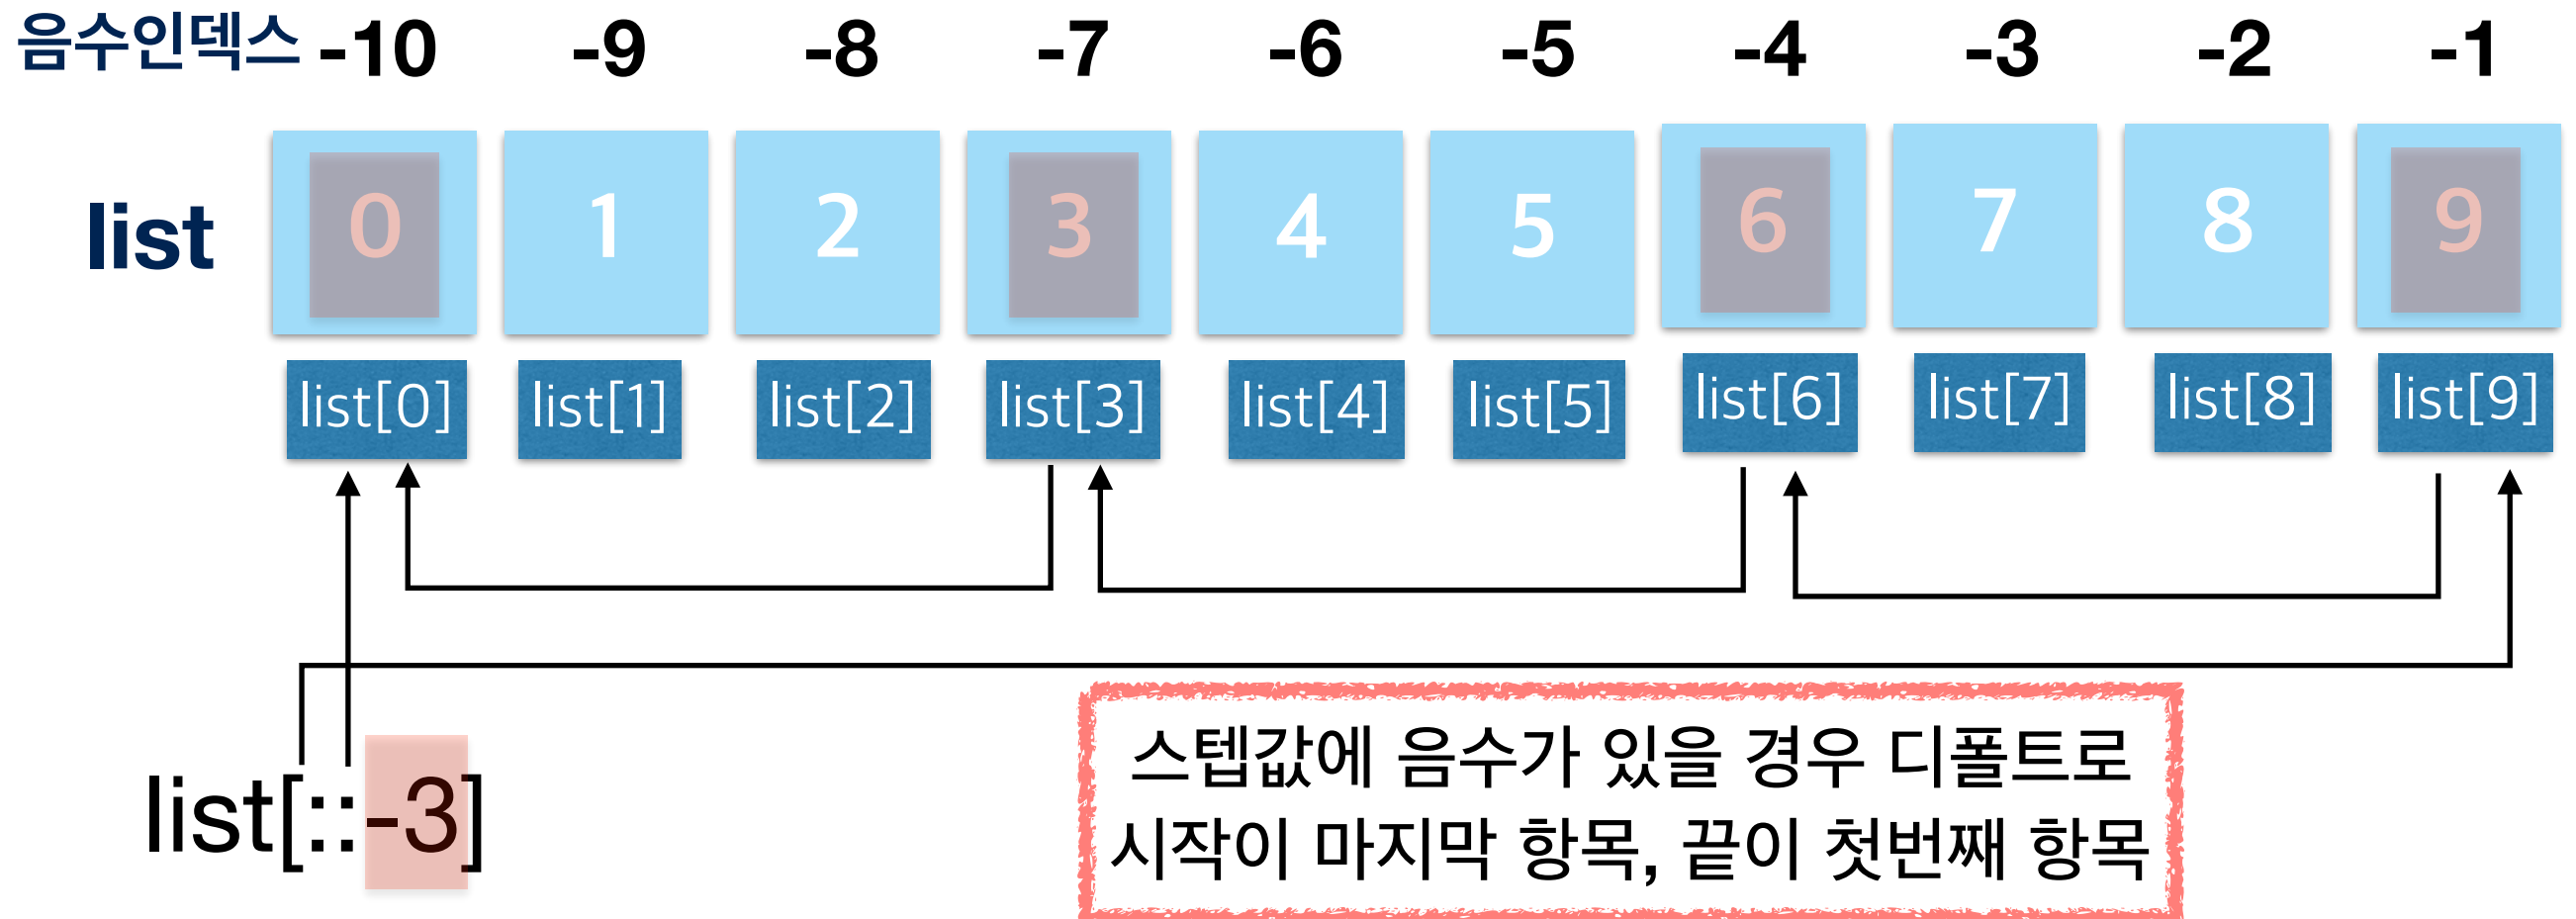 음수인덱스 -10 -9 -8 -7 -6 -5 -4 -3 -2 -1
list 0 1 2 3 4 5 6 7 8 9
list[0] list[1] list[2] list[3] list[4] list[5] list[6] list[7] list[8] list[9]
list[::-3]
스텝값에 음수가 있을 경우 디폴트로
시작이 마지막 항목, 끝이 첫번째 항목